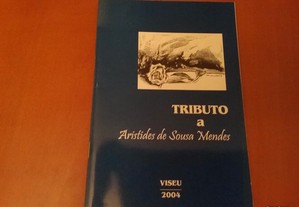 TRIBUTO
a
Aristides de Sousa Mendes
VISEU
2004